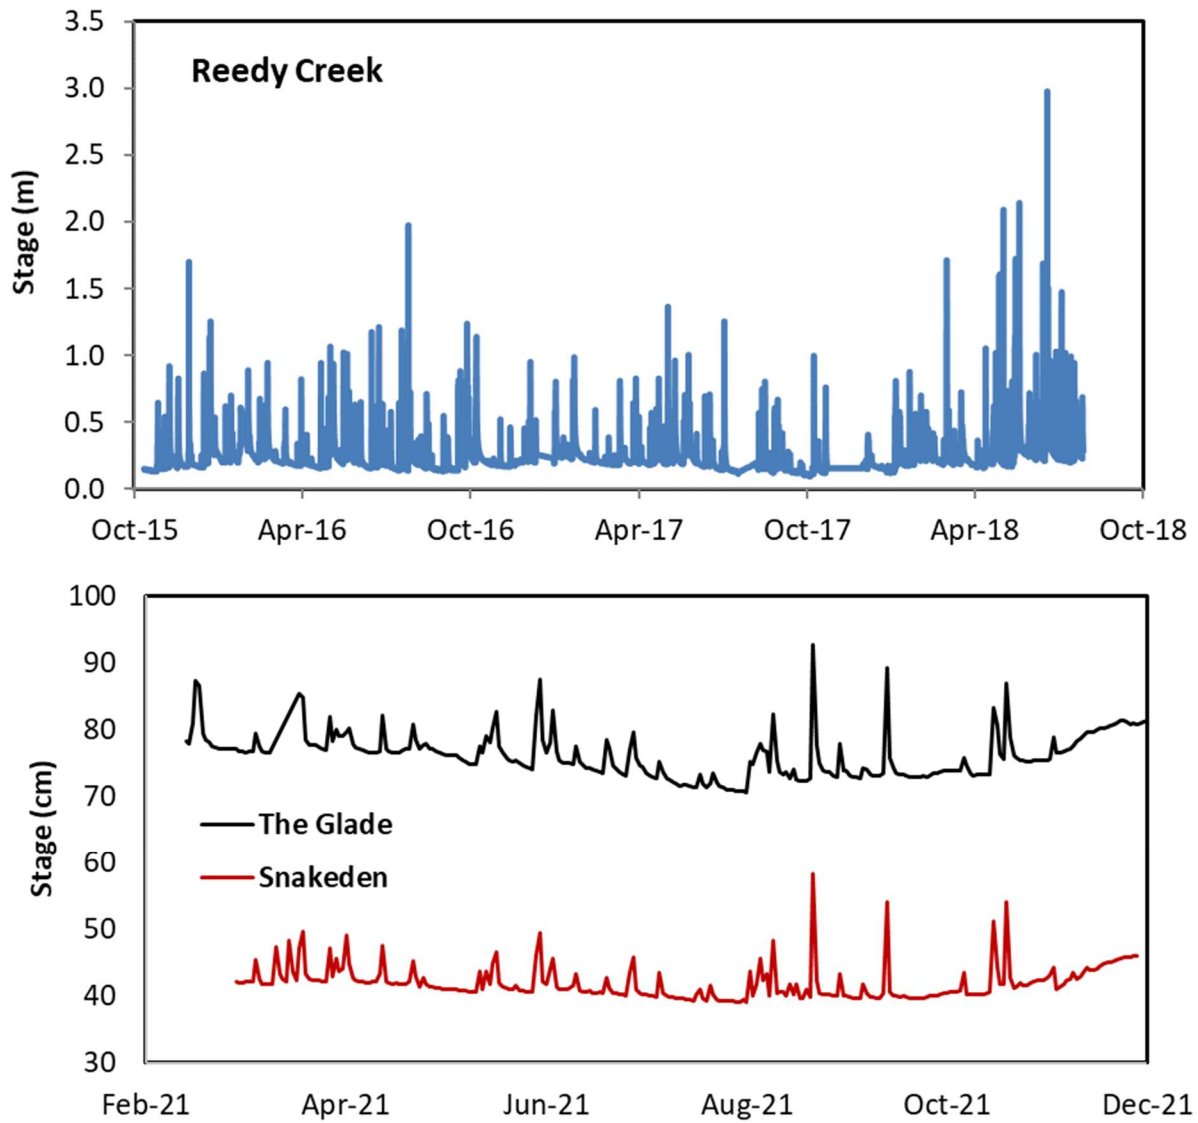 3.5
Reedy Creek
3.0
2.5
2.0
1.5
1.0
0.5
0.0
Stage (m)
Oct-15 Apr-16 Oct-16 Apr-17 Oct-17 Apr-18 Oct-18
100
90
80
70
60
50
40
30
Stage (cm)
The Glade
Snakeden
Feb-21 Apr-21 Jun-21 Aug-21 Oct-21 Dec-21